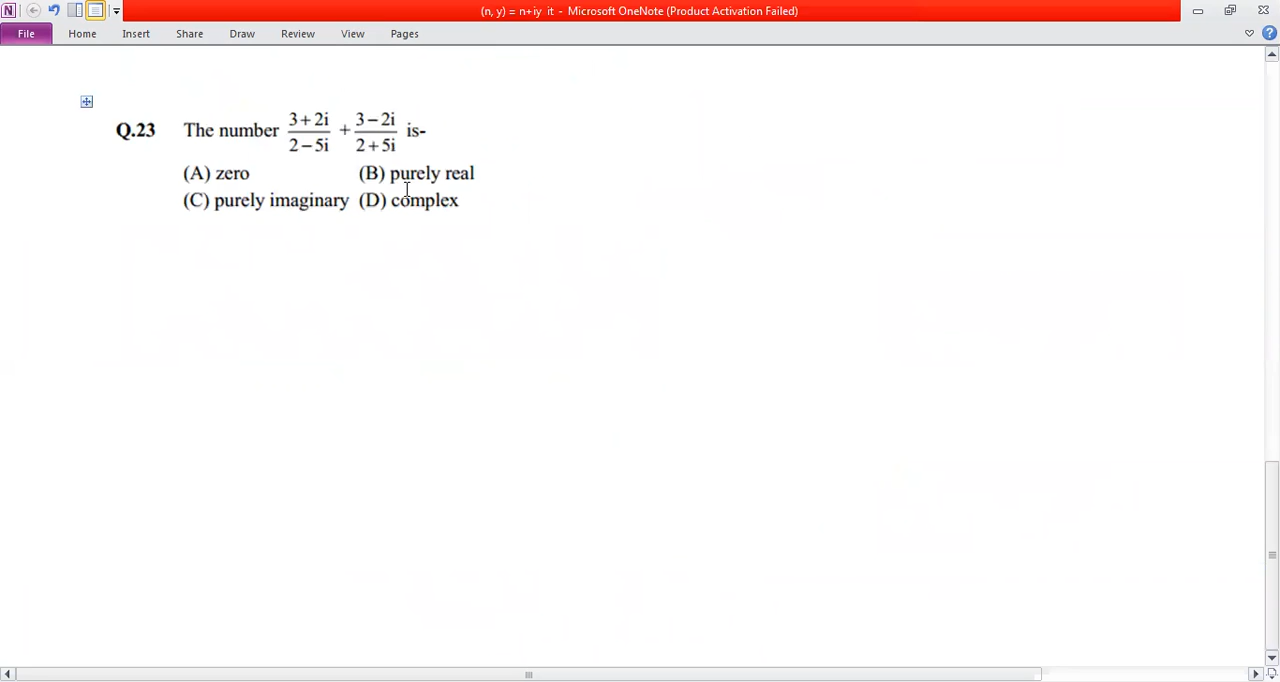 (n, y) = n+iy it - Microsoft OneNote (Product Activation Failed)
File Home Insert Share Draw Review View Pages
Q.23 The number (3+2i)/(2−5i) + (3−2i)/(2+5i) is-
(A) zero (B) purely real
(C) purely imaginary (D) complex